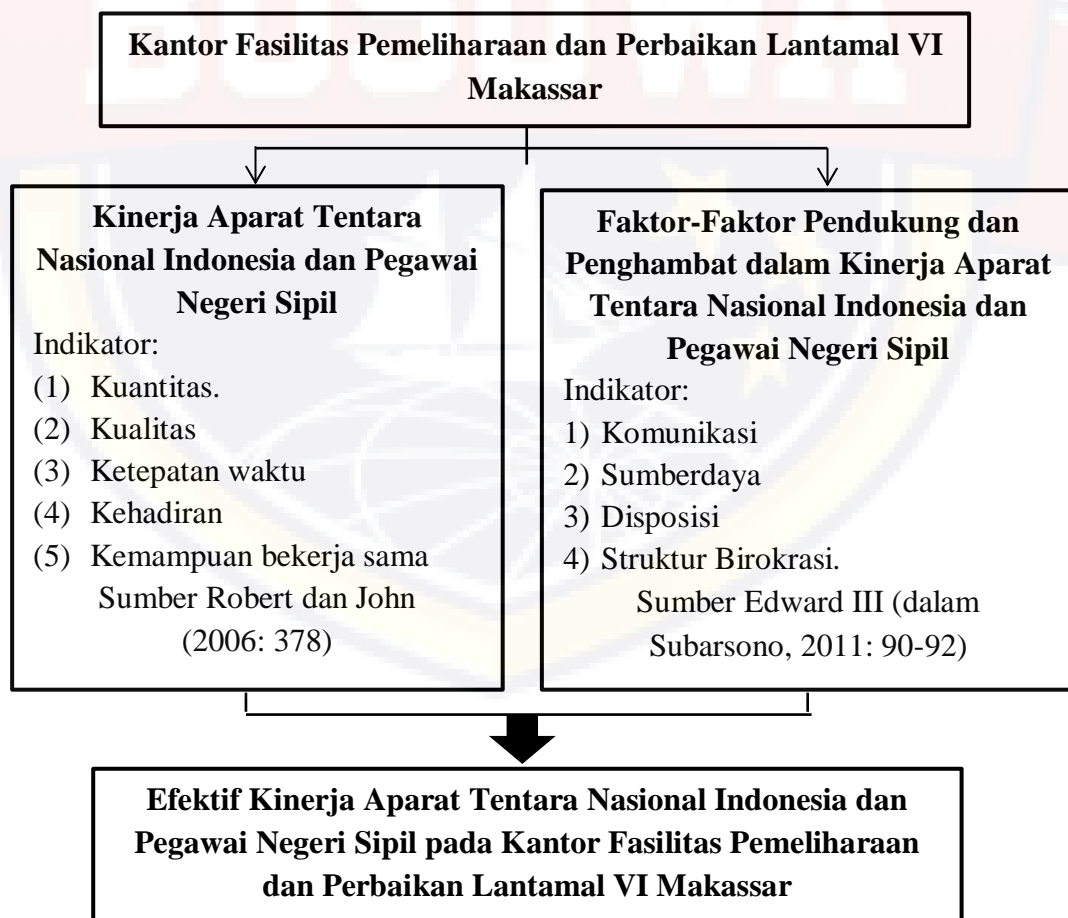 Kantor Fasilitas Pemeliharaan dan Perbaikan Lantamal VI
Makassar
Kinerja Aparat Tentara
Nasional Indonesia dan Pegawai
Negeri Sipil
Indikator:
(1) Kuantitas.
(2) Kualitas
(3) Ketepatan waktu
(4) Kehadiran
(5) Kemampuan bekerja sama
Sumber Robert dan John
(2006: 378)
Faktor-Faktor Pendukung dan
Penghambat dalam Kinerja Aparat
Tentara Nasional Indonesia dan
Pegawai Negeri Sipil
Indikator:
1) Komunikasi
2) Sumberdaya
3) Disposisi
4) Struktur Birokrasi.
Sumber Edward III (dalam
Subarsono, 2011: 90-92)
Efektif Kinerja Aparat Tentara Nasional Indonesia dan
Pegawai Negeri Sipil pada Kantor Fasilitas Pemeliharaan
dan Perbaikan Lantamal VI Makassar